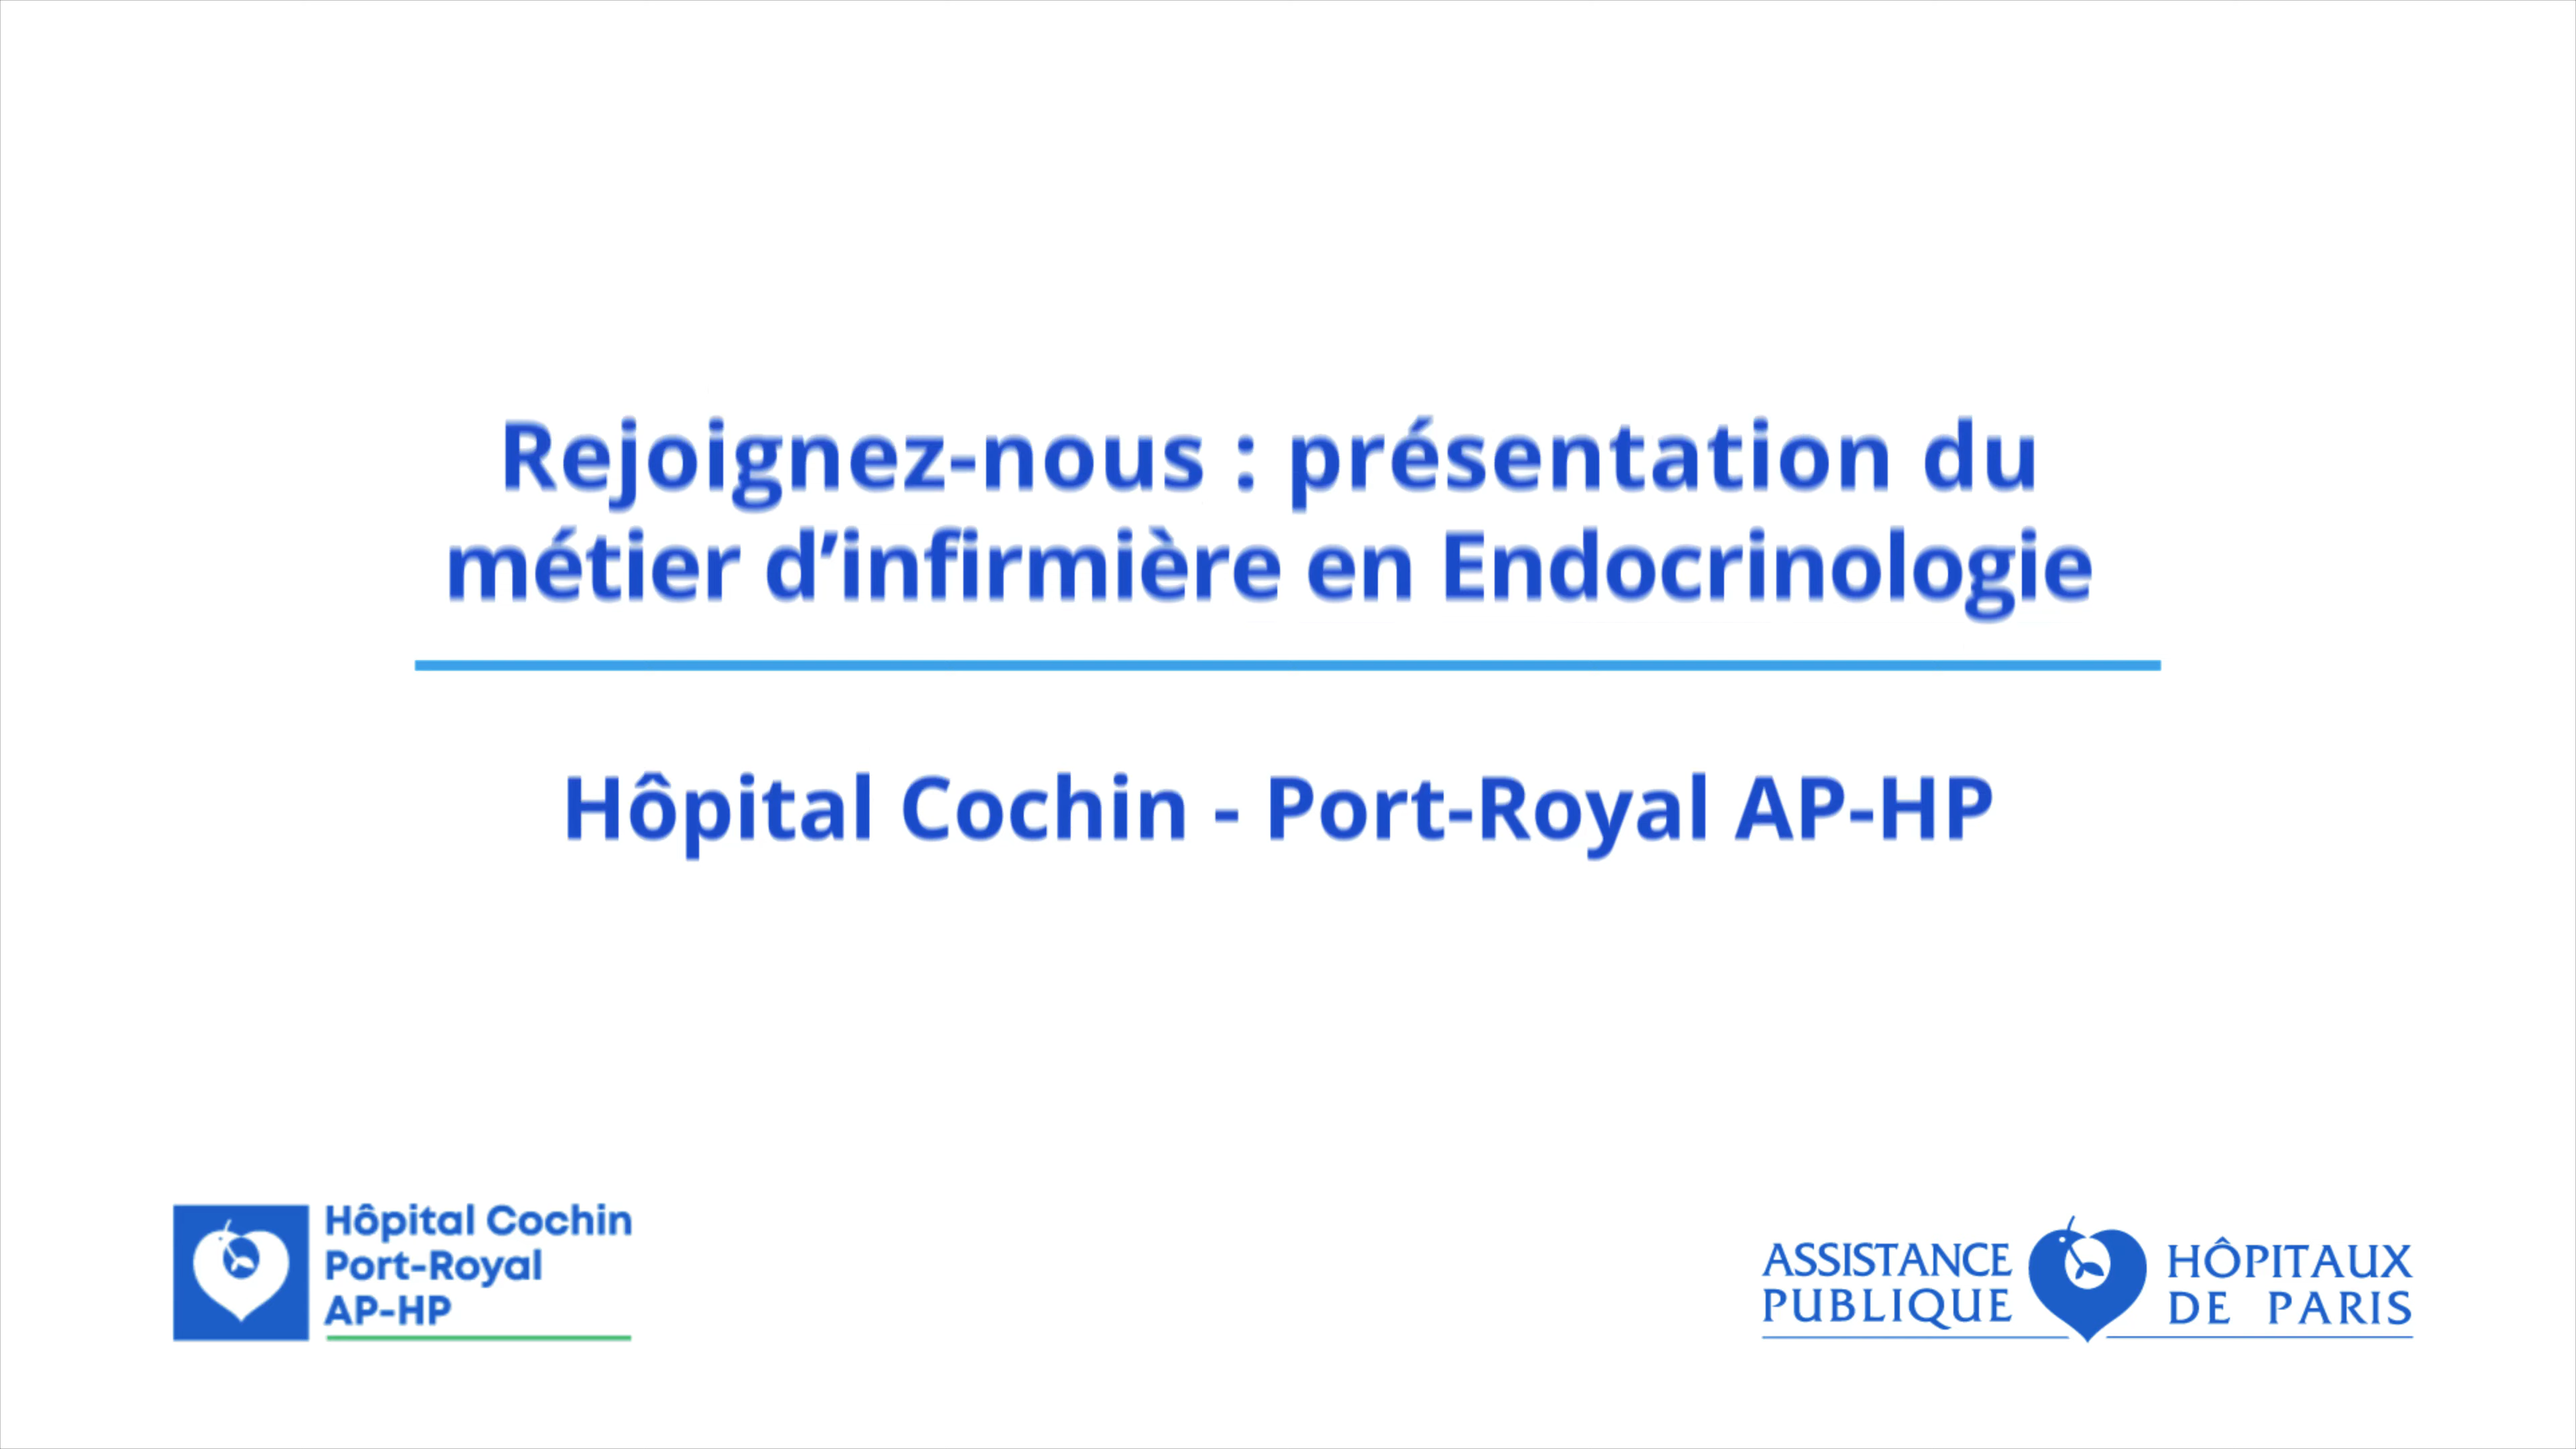 Rejoignez-nous : présentation du
métier d’infirmière en Endocrinologie
Hôpital Cochin - Port-Royal AP-HP
Hôpital Cochin
Port-Royal
AP-HP
ASSISTANCE
PUBLIQUE
HÔPITAUX
DE PARIS